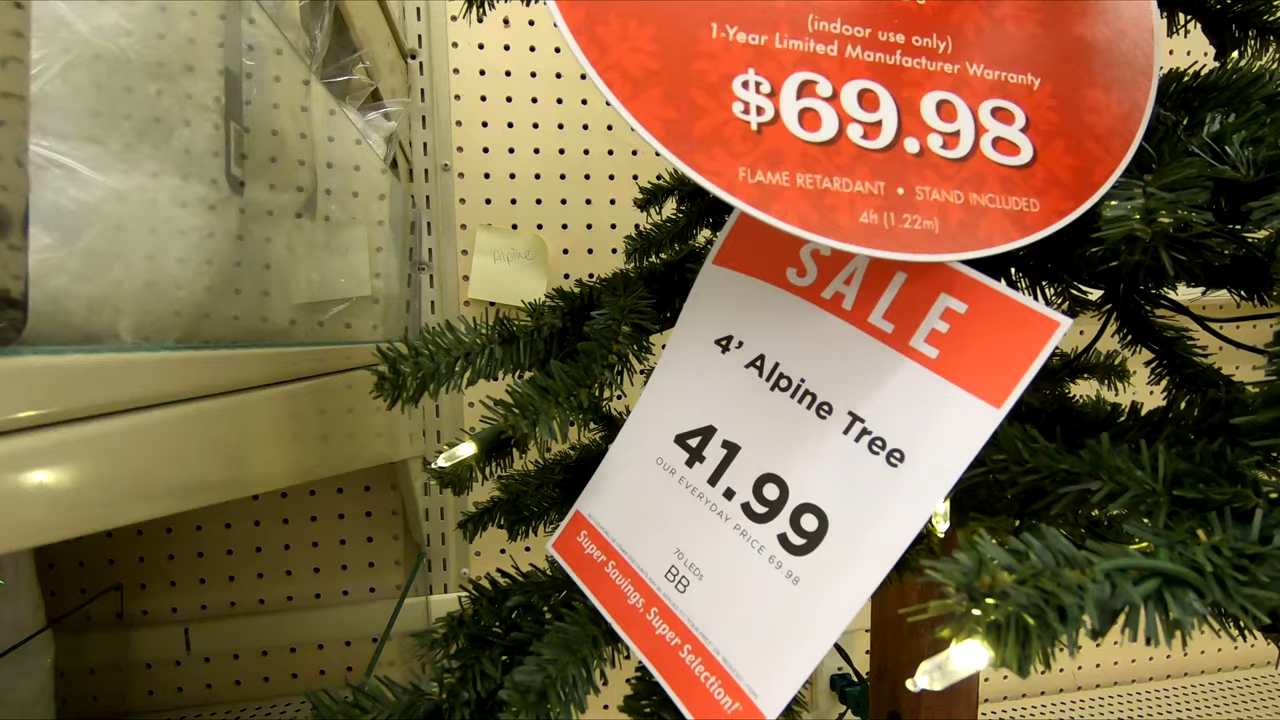 (indoor use only)
1-Year Limited Manufacturer Warranty
$69.98
FLAME RETARDANT • STAND INCLUDED
4ft (1.22m)
Alpine
SALE
4' Alpine Tree
41.99
OUR EVERYDAY PRICE 69.98
70 LEDs
BB
Super Savings, Super Selection!